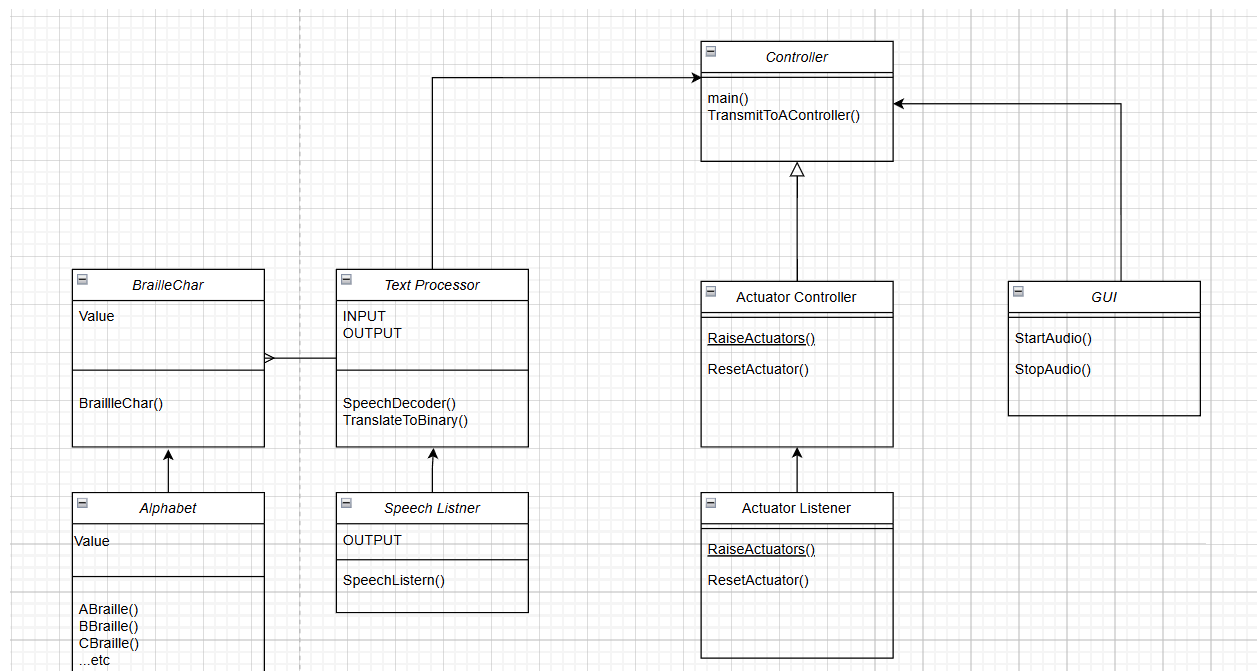 Controller
main()
TransmitToAController()
BrailleChar
Value
BraillleChar()
Text Processor
INPUT
OUTPUT
SpeechDecoder()
TranslateToBinary()
Actuator Controller
RaiseActuators()
ResetActuator()
GUI
StartAudio()
StopAudio()
Alphabet
Value
ABraille()
BBraille()
CBraille()
...etc
Speech Listner
OUTPUT
SpeechListern()
Actuator Listener
RaiseActuators()
ResetActuator()